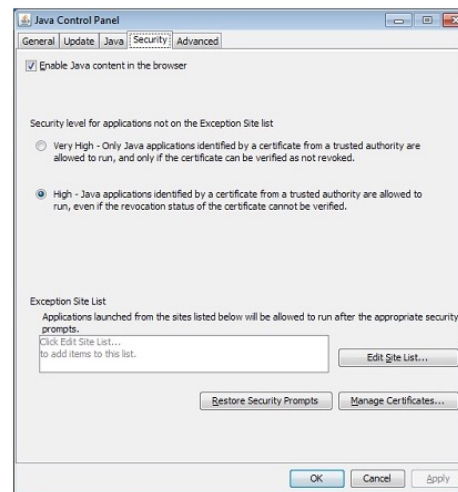 Java Control Panel
General Update Java Security Advanced
Enable Java content in the browser
Security level for applications not on the Exception Site list
Very High - Only Java applications identified by a certificate from a trusted authority are
allowed to run, and only if the certificate can be verified as not revoked.
High - Java applications identified by a certificate from a trusted authority are allowed to
run, even if the revocation status of the certificate cannot be verified.
Exception Site List
Applications launched from the sites listed below will be allowed to run after the appropriate security
prompts.
Click Edit Site List...
to add items to this list.
Edit Site List...
Restore Security Prompts Manage Certificates...
OK Cancel Apply